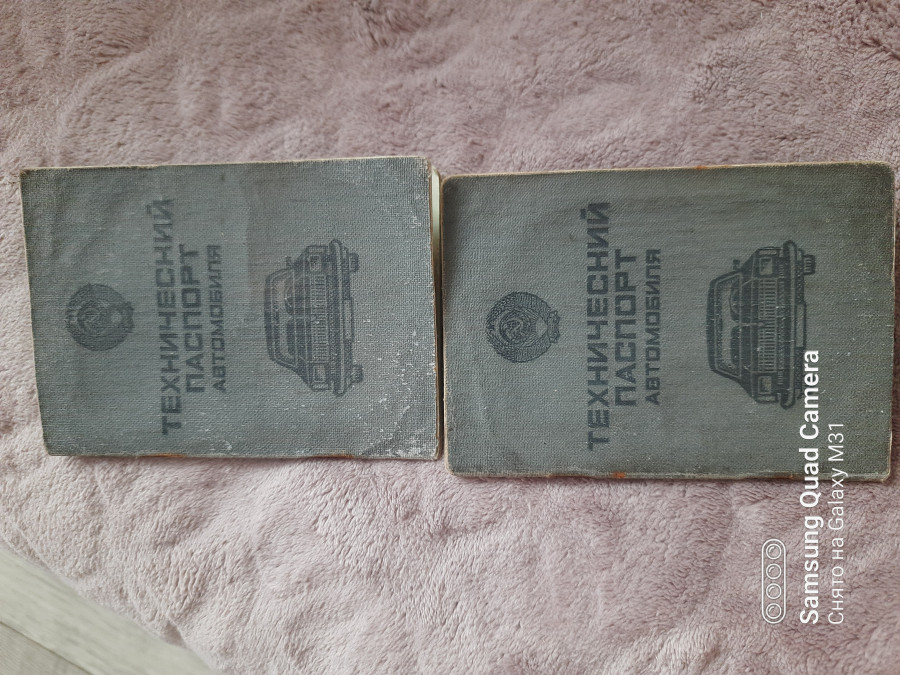 ТЕХНИЧЕСКИЙ
ПАСПОРТ
АВТОМОБИЛЯ
ТЕХНИЧЕСКИЙ
ПАСПОРТ
АВТОМОБИЛЯ
Samsung Quad Camera
Снято на Galaxy M31